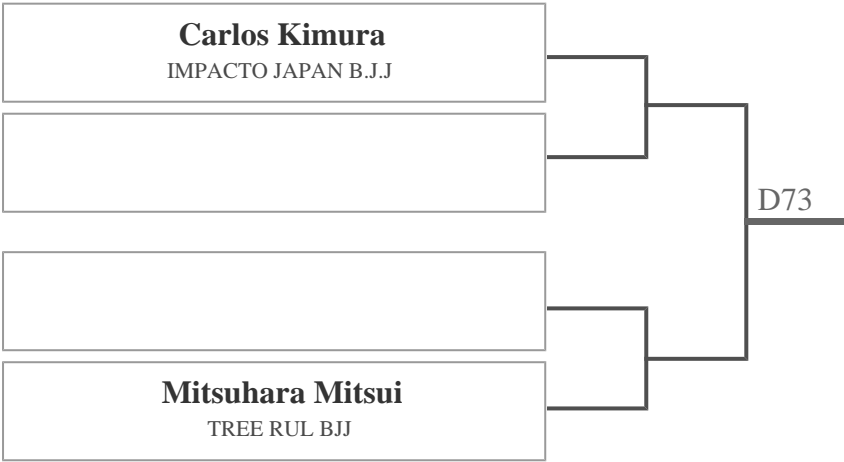 Carlos Kimura
IMPACTO JAPAN B.J.J
D73
Mitsuhara Mitsui
TREE RUL BJJ